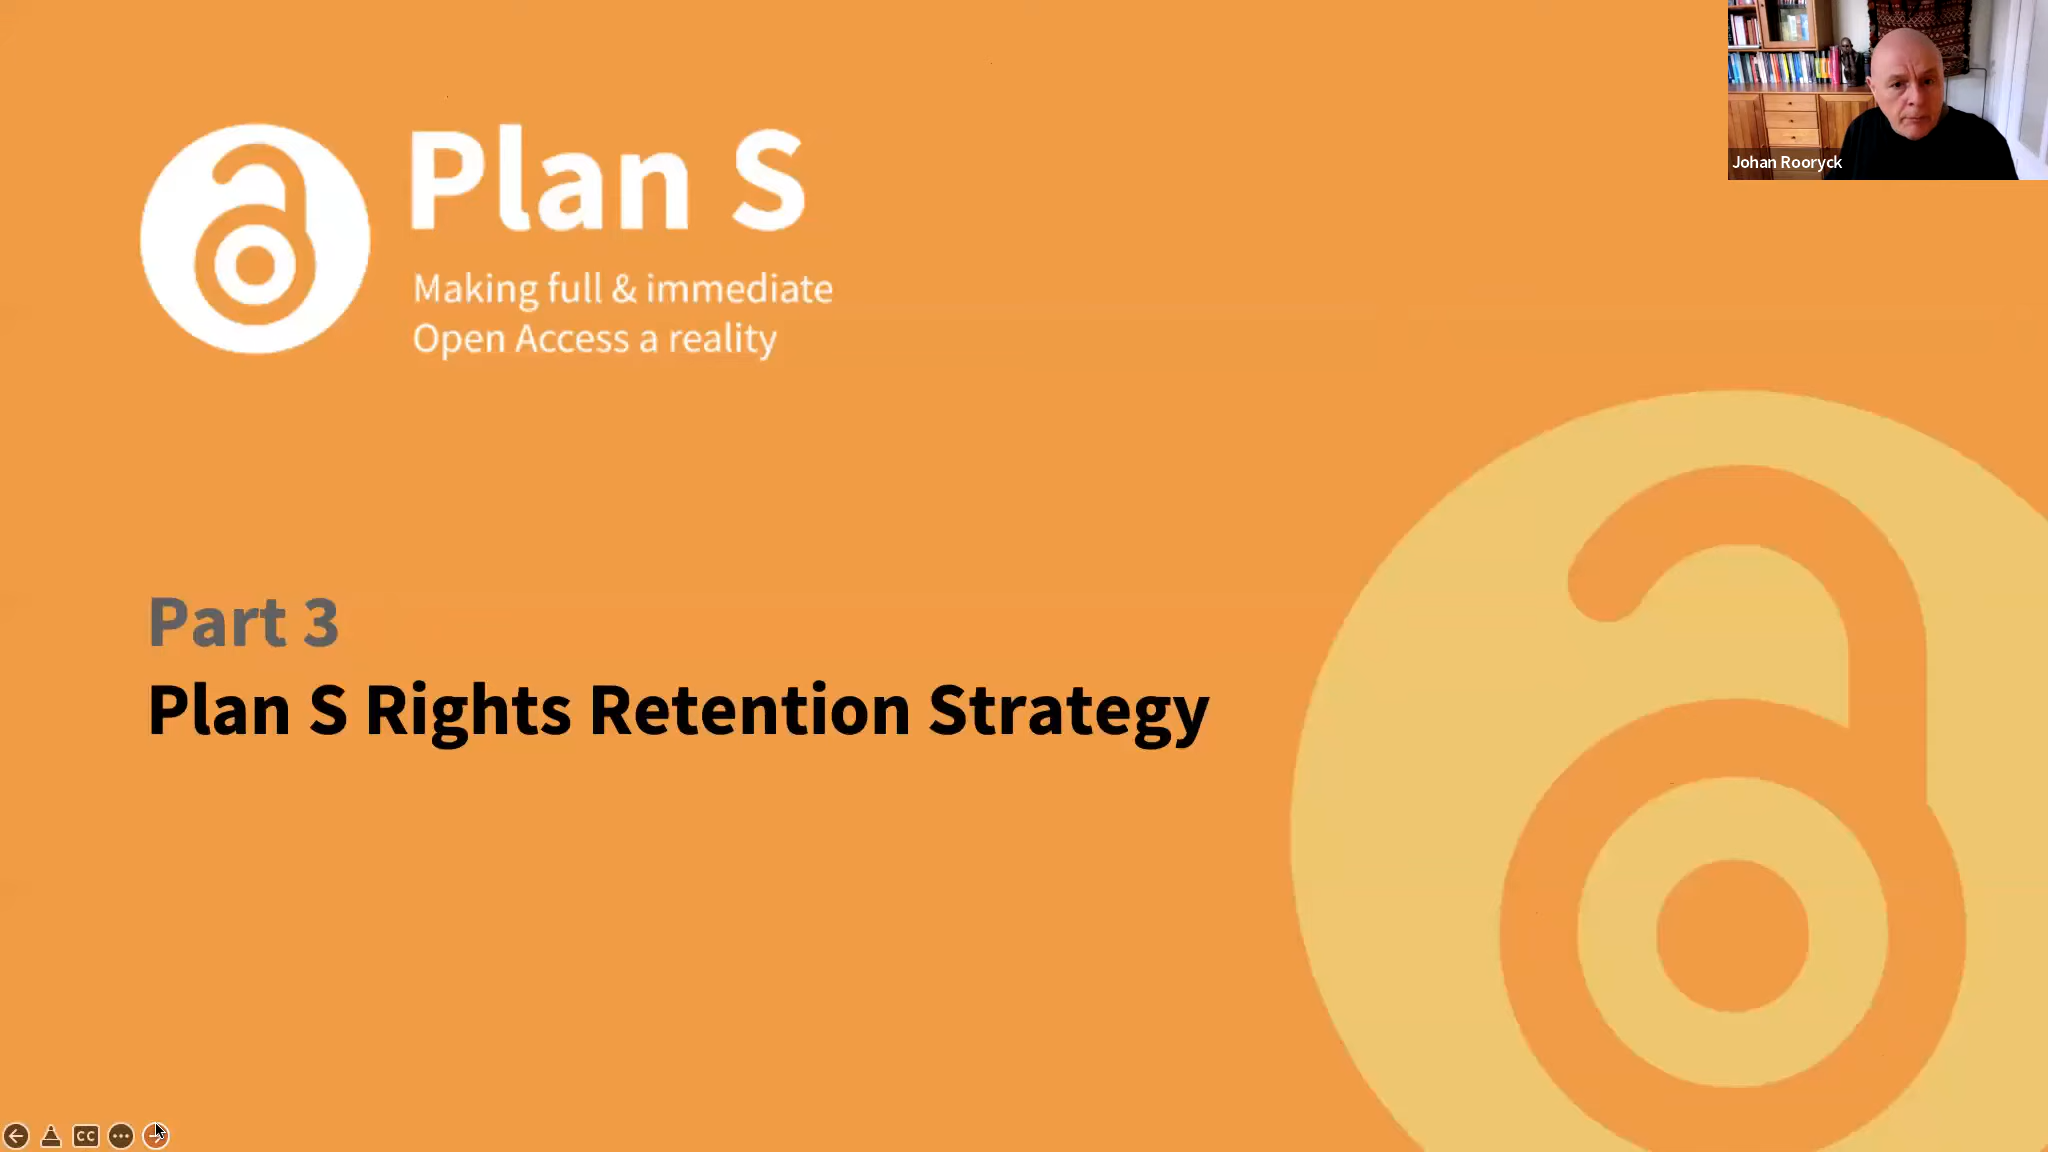 Plan S
Making full & immediate
Open Access a reality
Johan Rooryck
Part 3
Plan S Rights Retention Strategy
CC